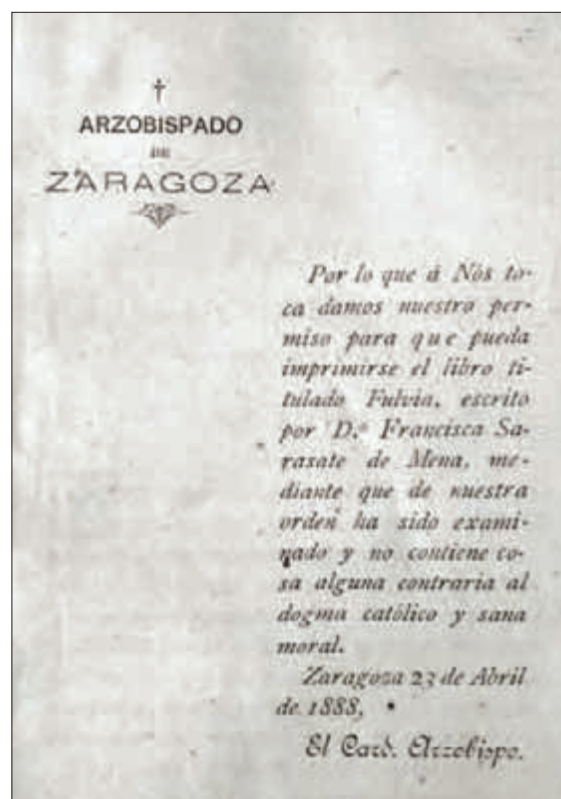 †
ARZOBISPADO
DE
ZARAGOZA
Por lo que á Nós to-
ca damos nuestro per-
miso para que pueda
imprimirse el libro ti-
tulado Fulvia, escrito
por D.ª Francisca Sa-
rasate de Mena, me-
diante que de nuestra
orden ha sido exami-
nado y no contiene co-
sa alguna contraria al
dogma católico y sana
moral.
Zaragoza 23 de Abril
de 1888,
El Card. Arzobispo.